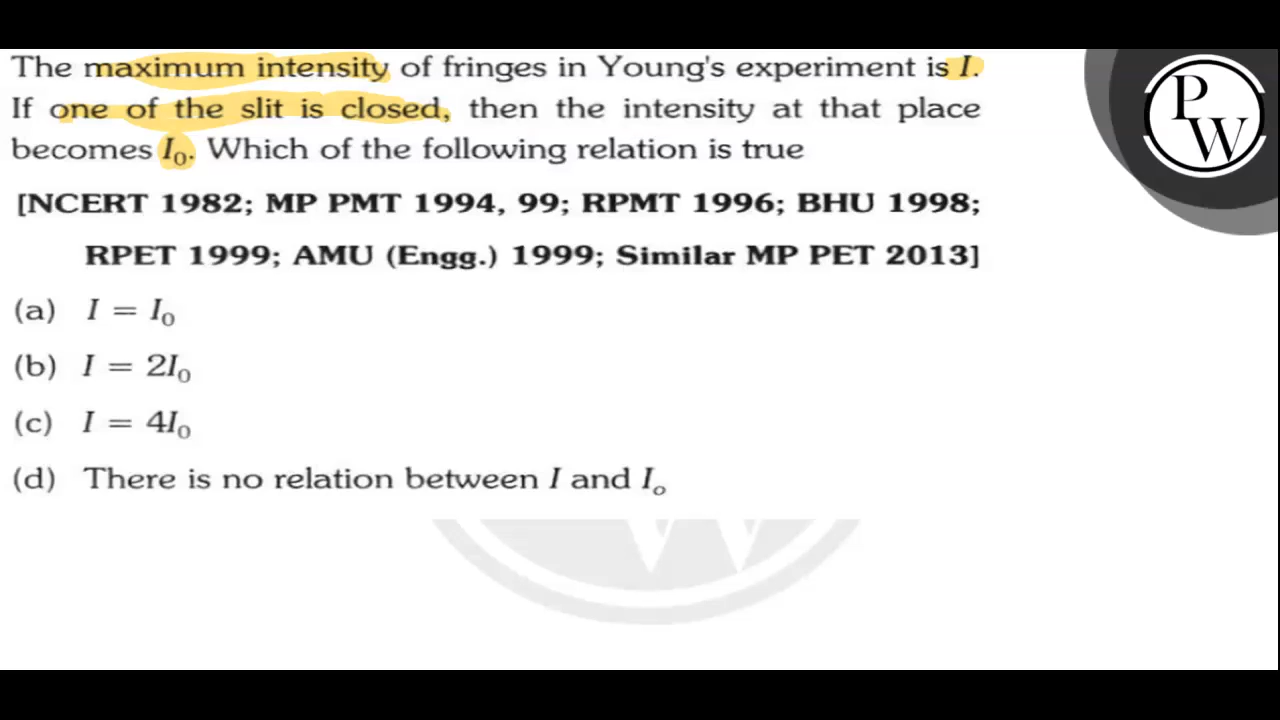 The maximum intensity of fringes in Young's experiment is I.
If one of the slit is closed, then the intensity at that place
becomes I₀. Which of the following relation is true
[NCERT 1982; MP PMT 1994, 99; RPMT 1996; BHU 1998;
RPET 1999; AMU (Engg.) 1999; Similar MP PET 2013]
(a) I = I₀
(b) I = 2I₀
(c) I = 4I₀
(d) There is no relation between I and Iₒ
P
W